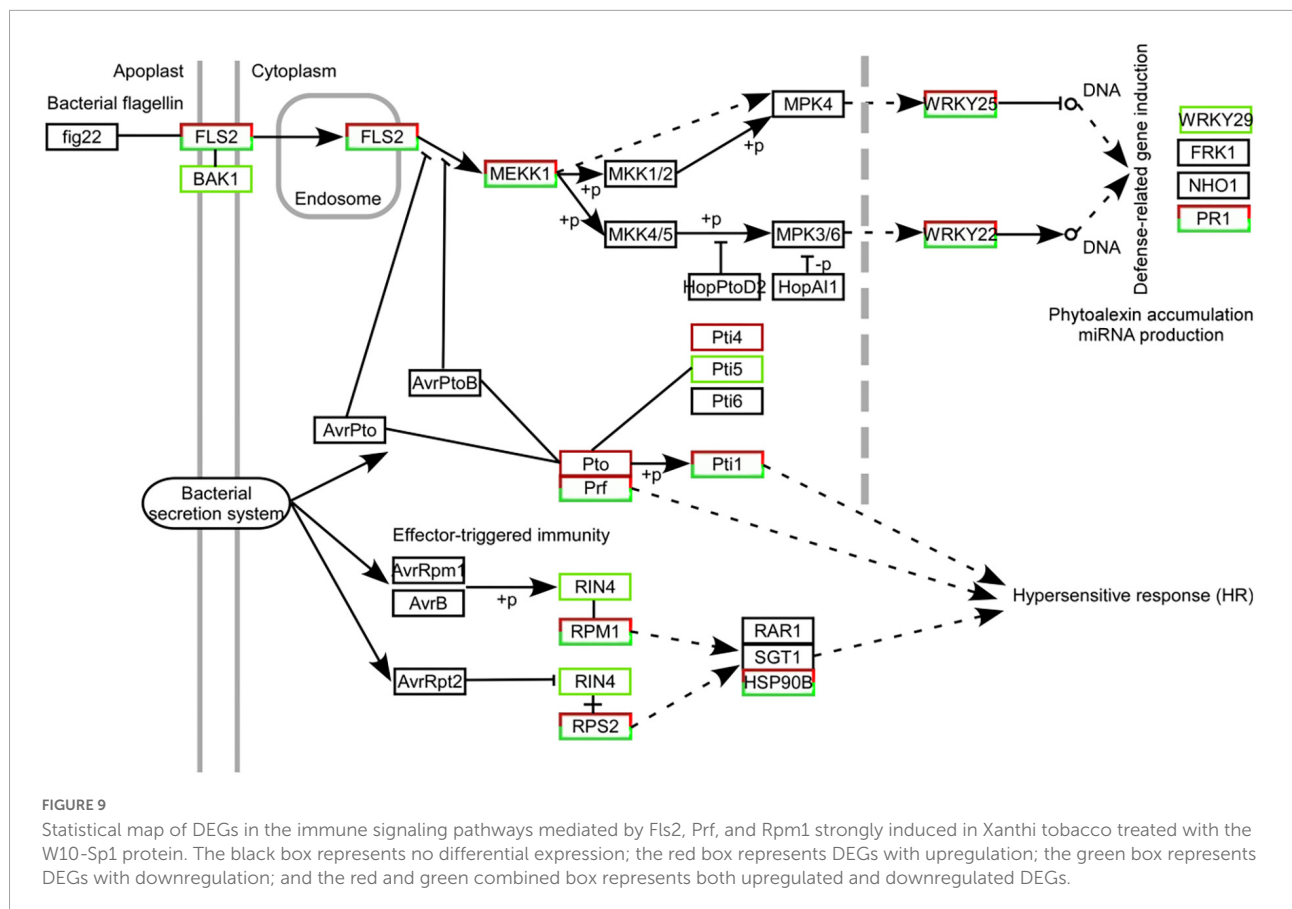 Apoplast
Cytoplasm
Bacterial flagellin
fig22
FLS2
BAK1
FLS2
Endosome
MEKK1
+p
+p
MKK1/2
+p
MPK4
MKK4/5
+p
MPK3/6
HopPtoD2
-p
HopAI1
WRKY25
WRKY22
DNA
DNA
Defense-related gene induction
WRKY29
FRK1
NHO1
PR1
Phytoalexin accumulation
miRNA production
Pti4
Pti5
Pti6
AvrPtoB
AvrPto
Pto
Prf
+p
Pti1
Bacterial
secretion system
Effector-triggered immunity
AvrRpm1
AvrB
+p
RIN4
RPM1
AvrRpt2
RIN4
RPS2
RAR1
SGT1
HSP90B
Hypersensitive response (HR)
FIGURE 9
Statistical map of DEGs in the immune signaling pathways mediated by Fls2, Prf, and Rpm1 strongly induced in Xanthi tobacco treated with the
W10-Sp1 protein. The black box represents no differential expression; the red box represents DEGs with upregulation; the green box represents
DEGs with downregulation; and the red and green combined box represents both upregulated and downregulated DEGs.